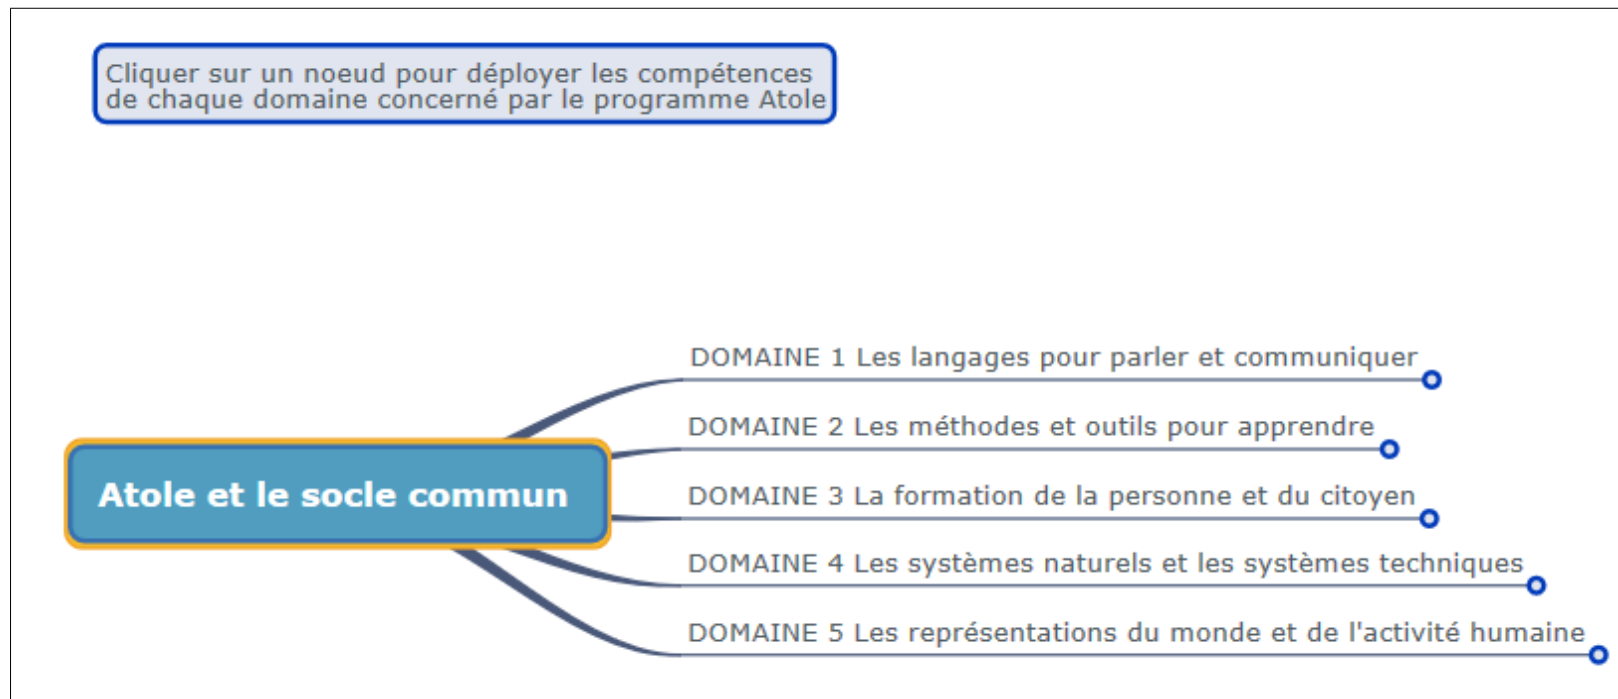 Cliquer sur un noeud pour déployer les compétences
de chaque domaine concerné par le programme Atole
DOMAINE 1 Les langages pour parler et communiquer
DOMAINE 2 Les méthodes et outils pour apprendre
Atole et le socle commun
DOMAINE 3 La formation de la personne et du citoyen
DOMAINE 4 Les systèmes naturels et les systèmes techniques
DOMAINE 5 Les représentations du monde et de l'activité humaine